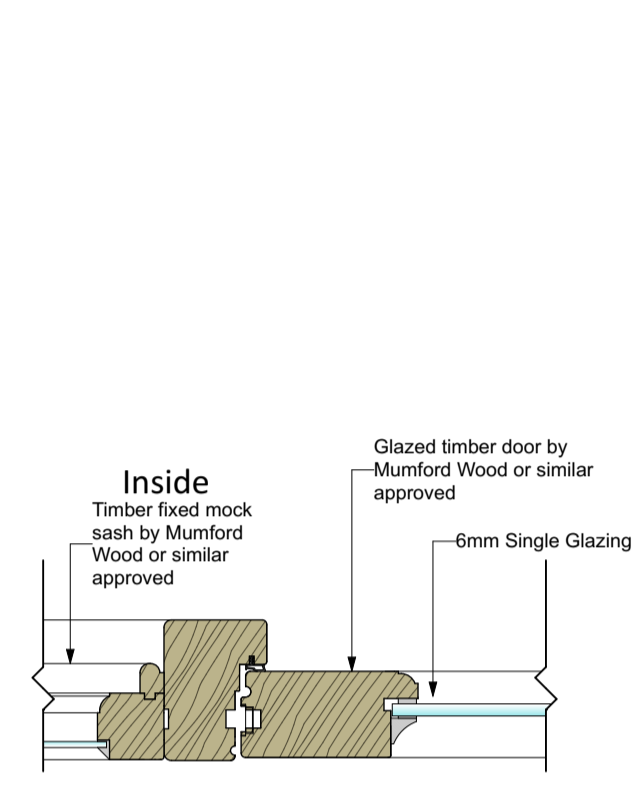 Glazed timber door by
Mumford Wood or similar
approved
Inside
Timber fixed mock
sash by Mumford
Wood or similar
approved
6mm Single Glazing